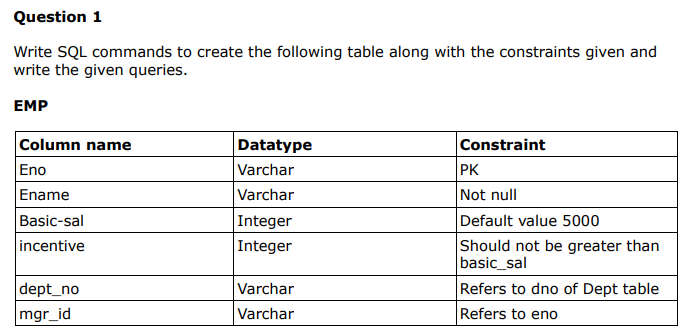 Question 1
Write SQL commands to create the following table along with the constraints given and
write the given queries.
EMP
Column name Datatype Constraint
Eno Varchar PK
Ename Varchar Not null
Basic-sal Integer Default value 5000
incentive Integer Should not be greater than
basic_sal
dept_no Varchar Refers to dno of Dept table
mgr_id Varchar Refers to eno